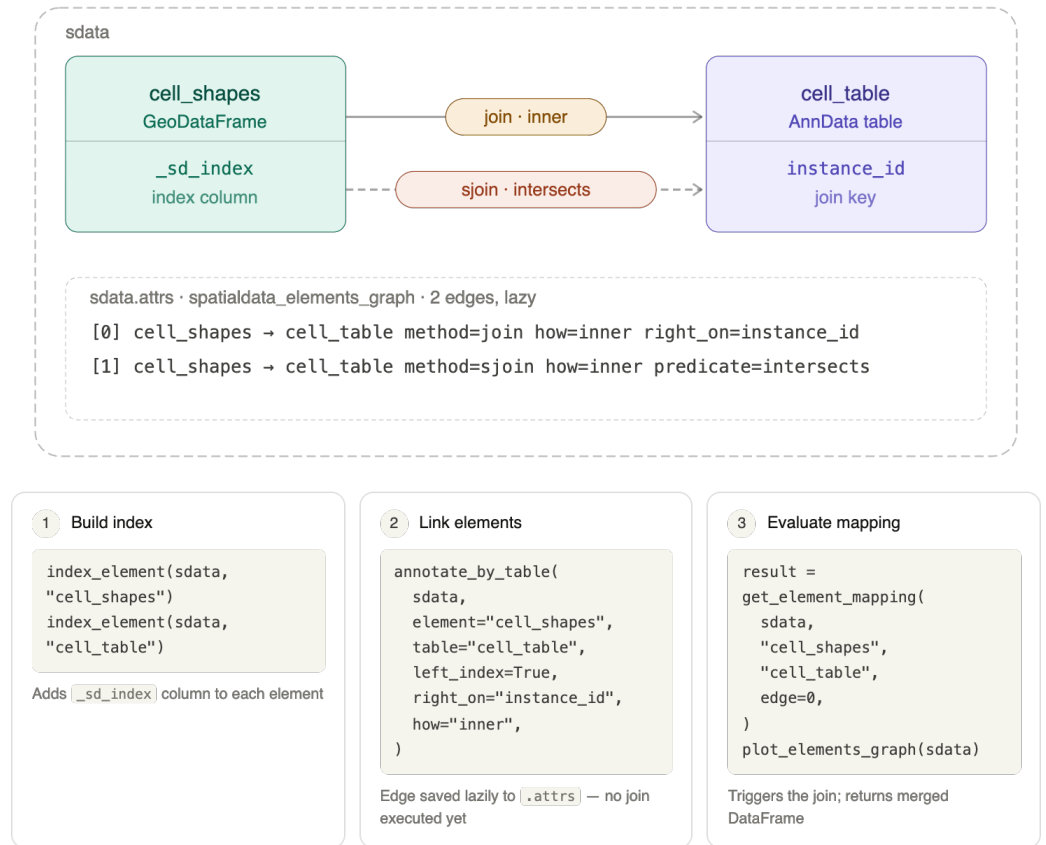 sdata
cell_shapes
GeoDataFrame
_sd_index
index column
join · inner
sjoin · intersects
cell_table
AnnData table
instance_id
join key
sdata.attrs · spatialdata_elements_graph · 2 edges, lazy
[0] cell_shapes → cell_table method=join how=inner right_on=instance_id
[1] cell_shapes → cell_table method=sjoin how=inner predicate=intersects
1 Build index
index_element(sdata,
"cell_shapes")
index_element(sdata,
"cell_table")
Adds _sd_index column to each element
2 Link elements
annotate_by_table(
  sdata,
  element="cell_shapes",
  table="cell_table",
  left_index=True,
  right_on="instance_id",
  how="inner",
)
Edge saved lazily to .attrs — no join
executed yet
3 Evaluate mapping
result =
get_element_mapping(
  sdata,
  "cell_shapes",
  "cell_table",
  edge=0,
)
plot_elements_graph(sdata)
Triggers the join; returns merged
DataFrame